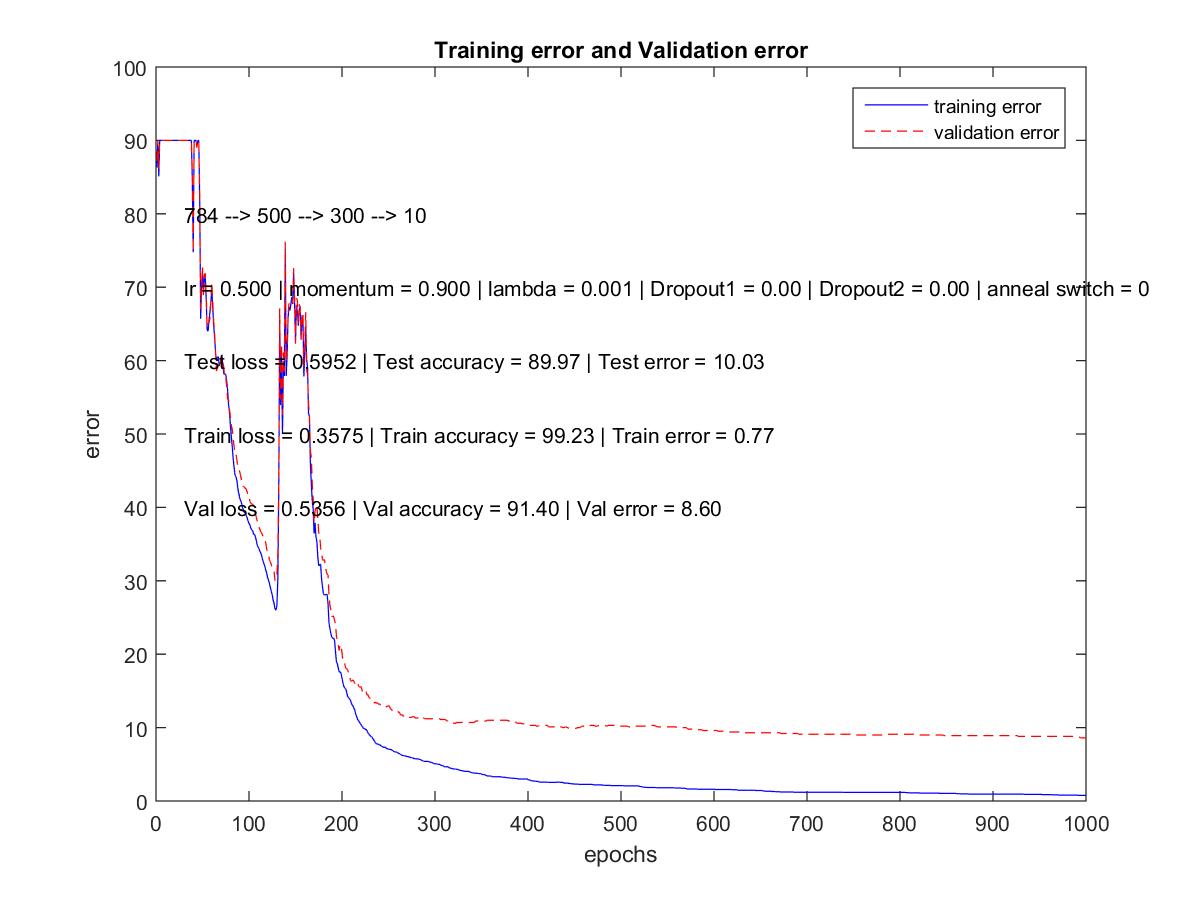 Training error and Validation error
100
training error
validation error
90
80
784 --> 500 --> 300 --> 10
70
lr = 0.500 | momentum = 0.900 | lambda = 0.001 | Dropout1 = 0.00 | Dropout2 = 0.00 | anneal switch = 0
60
Test loss = 0.5952 | Test accuracy = 89.97 | Test error = 10.03
50
Train loss = 0.3575 | Train accuracy = 99.23 | Train error = 0.77
error
40
Val loss = 0.5356 | Val accuracy = 91.40 | Val error = 8.60
30
20
10
0
0 100 200 300 400 500 600 700 800 900 1000
epochs